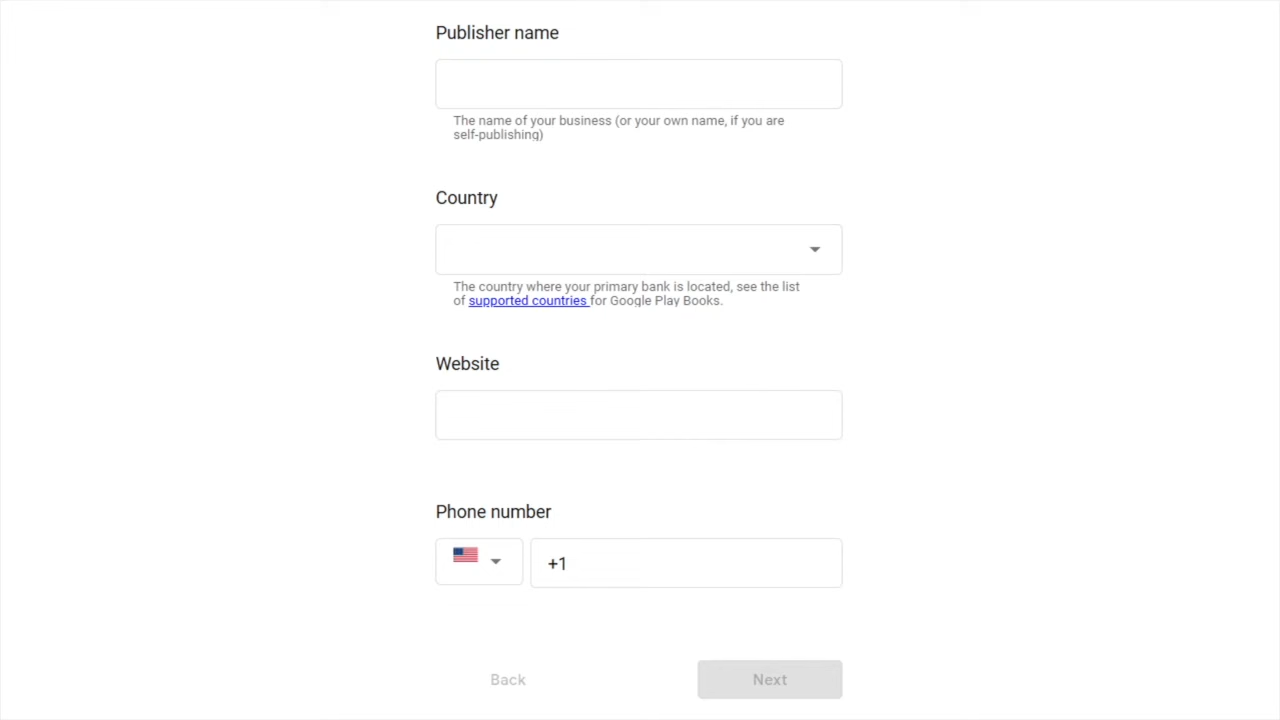 Publisher name
The name of your business (or your own name, if you are
self-publishing)
Country
The country where your primary bank is located, see the list
of supported countries for Google Play Books.
Website
Phone number
+1
Back
Next